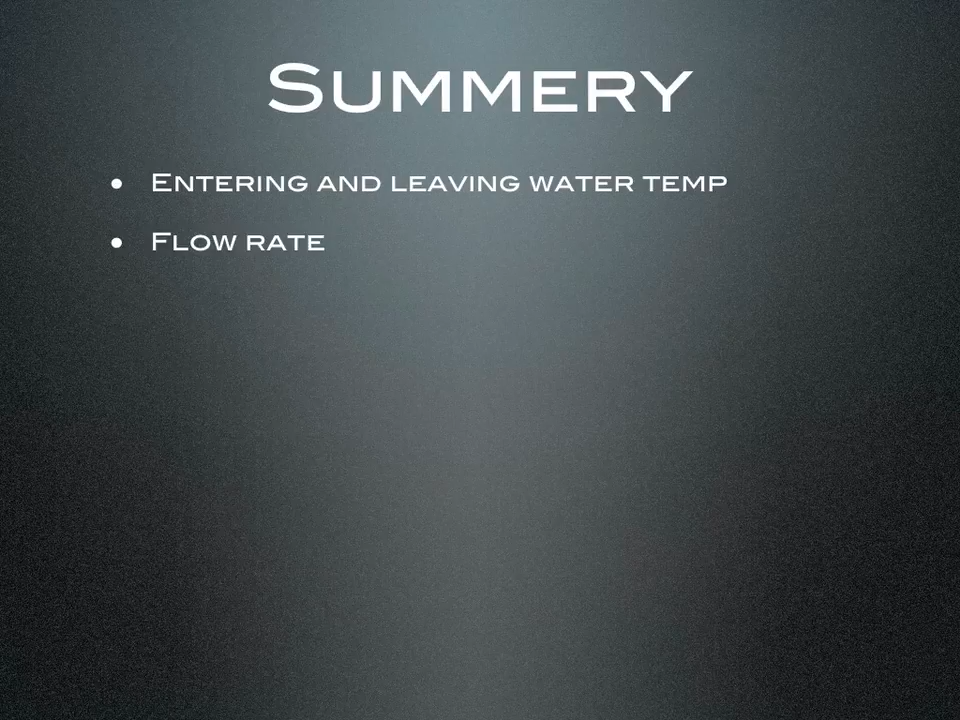 Summery
• Entering and leaving water temp
• Flow rate